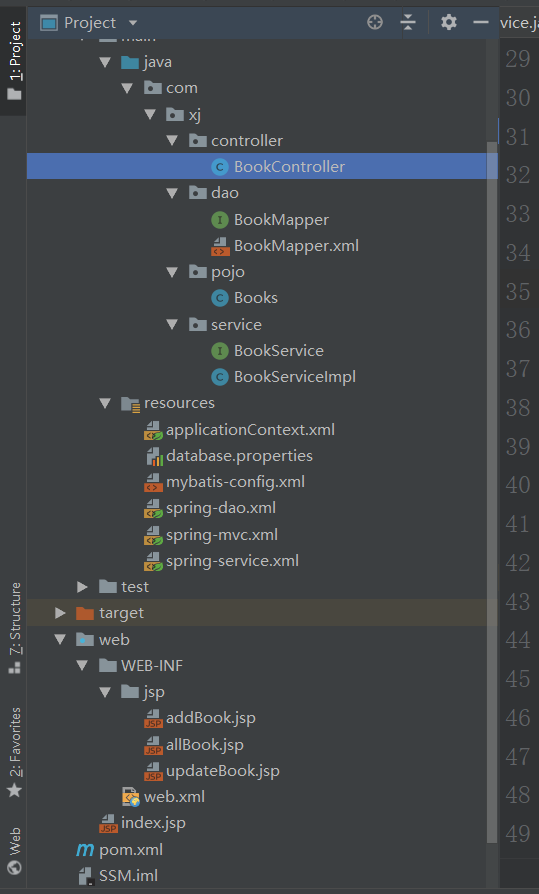 1: Project
Project
vice.ja
main
java
com
xj
controller
BookController
dao
BookMapper
BookMapper.xml
pojo
Books
service
BookService
BookServiceImpl
resources
applicationContext.xml
database.properties
mybatis-config.xml
spring-dao.xml
spring-mvc.xml
spring-service.xml
test
target
web
WEB-INF
jsp
addBook.jsp
allBook.jsp
updateBook.jsp
web.xml
index.jsp
pom.xml
SSM.iml
7: Structure
2: Favorites
Web
29
30
31
32
33
34
35
36
37
38
39
40
41
42
43
44
45
46
47
48
49